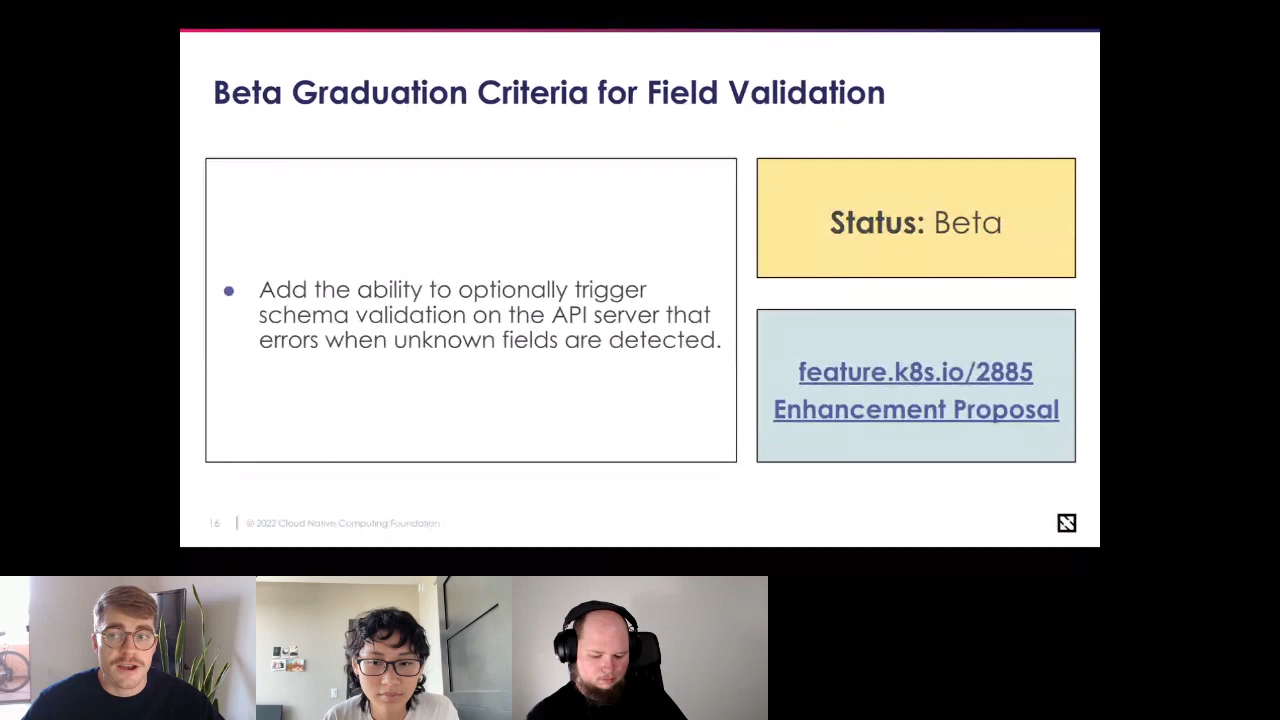 Beta Graduation Criteria for Field Validation
● Add the ability to optionally trigger
schema validation on the API server that
errors when unknown fields are detected.
Status: Beta
feature.k8s.io/2885
Enhancement Proposal
16 | © 2022 Cloud Native Computing Foundation